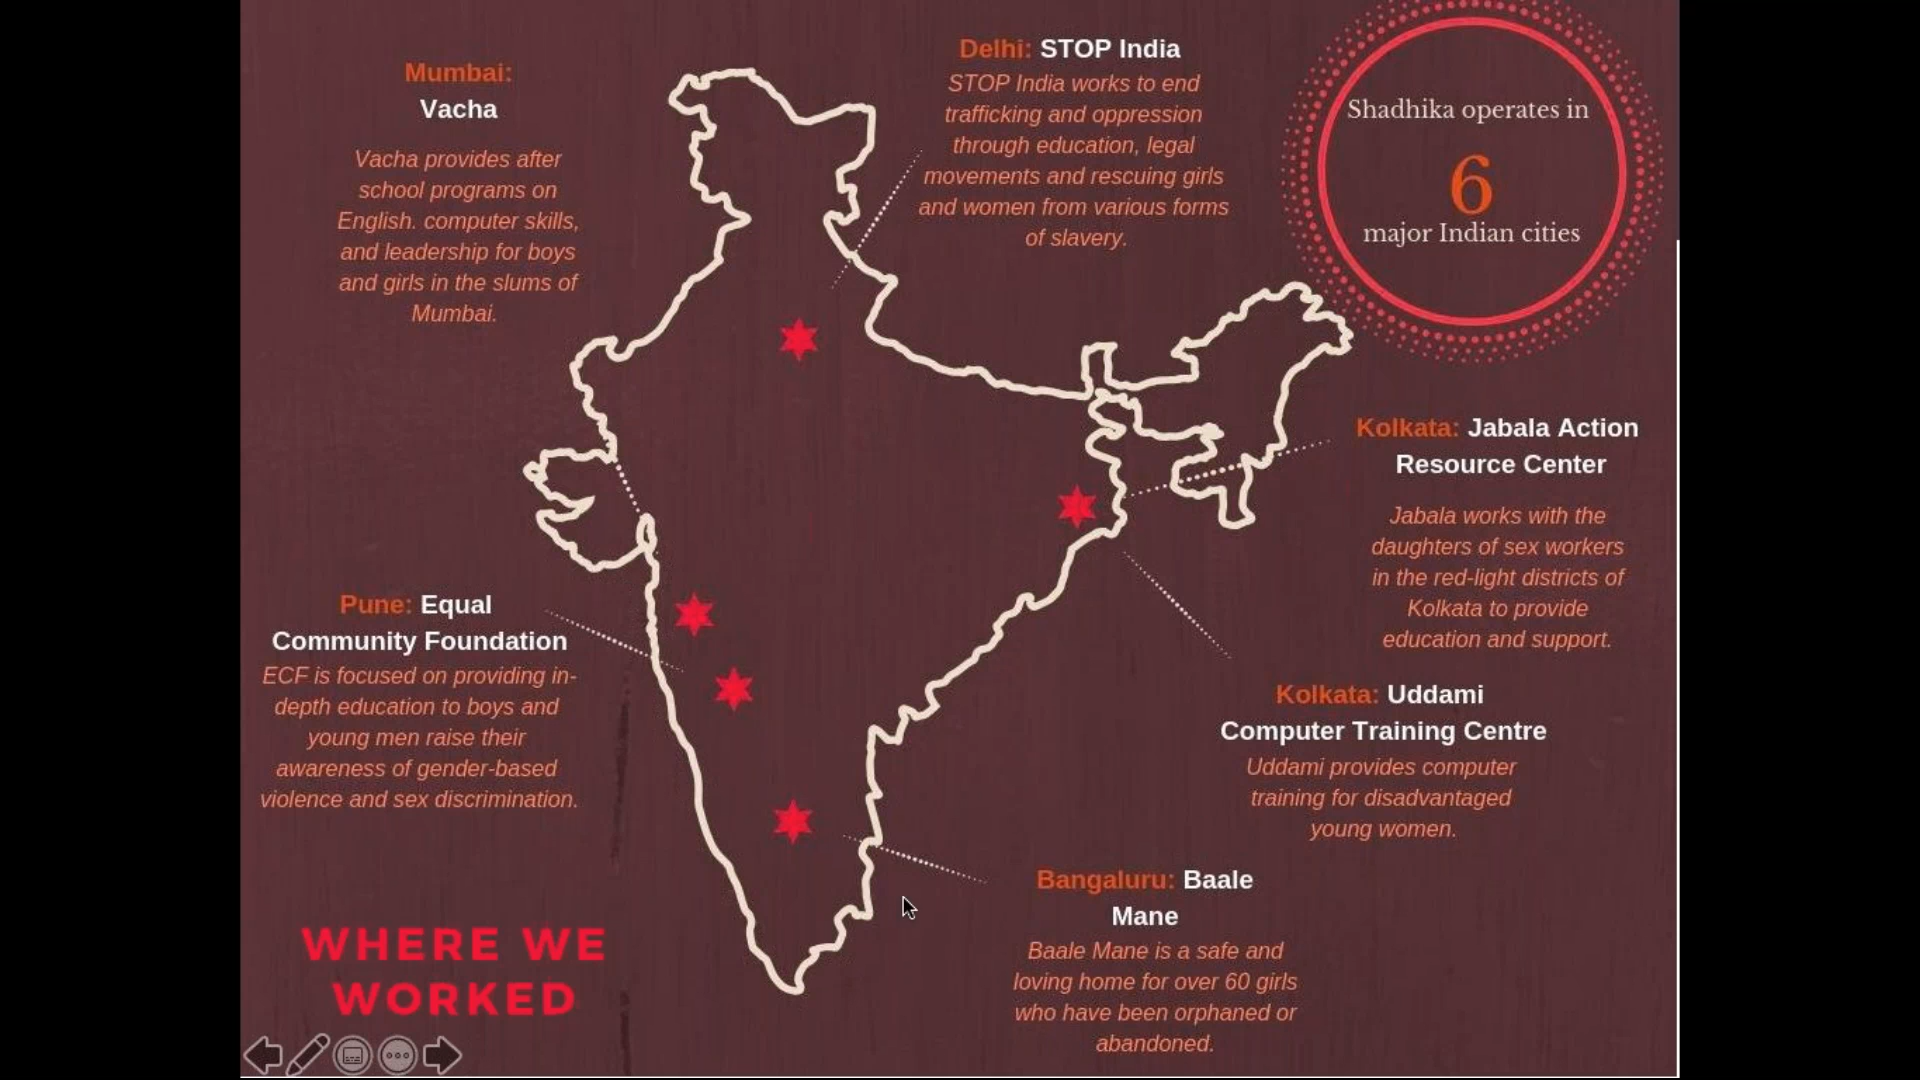 Mumbai:
Vacha
Vacha provides after
school programs on
English. computer skills,
and leadership for boys
and girls in the slums of
Mumbai.
Delhi: STOP India
STOP India works to end
trafficking and oppression
through education, legal
movements and rescuing girls
and women from various forms
of slavery.
Shadhika operates in
6
major Indian cities
Kolkata: Jabala Action
Resource Center
Jabala works with the
daughters of sex workers
in the red-light districts of
Kolkata to provide
education and support.
Pune: Equal
Community Foundation
ECF is focused on providing in-
depth education to boys and
young men raise their
awareness of gender-based
violence and sex discrimination.
Kolkata: Uddami
Computer Training Centre
Uddami provides computer
training for disadvantaged
young women.
Bangaluru: Baale
Mane
Baale Mane is a safe and
loving home for over 60 girls
who have been orphaned or
abandoned.
WHERE WE
WORKED